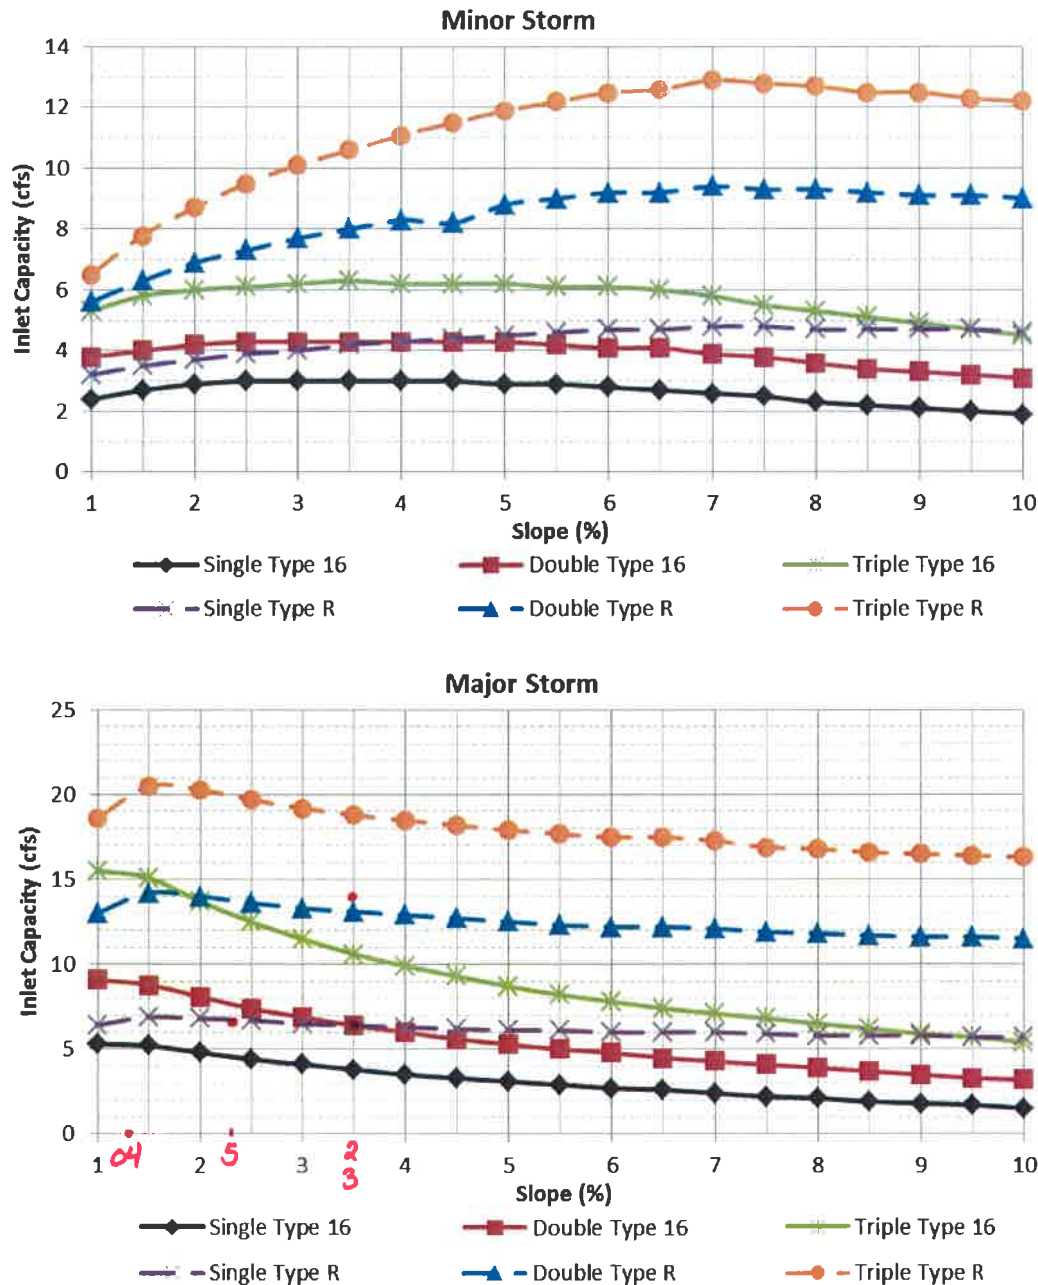 Minor Storm
14
12
10
8
6
4
2
0
Inlet Capacity (cfs)
1 2 3 4 5 6 7 8 9 10
Slope (%)
Single Type 16 Double Type 16 Triple Type 16
Single Type R Double Type R Triple Type R
Major Storm
25
20
15
10
5
0
Inlet Capacity (cfs)
1 2 3 4 5 6 7 8 9 10
04 5 2
3
Slope (%)
Single Type 16 Double Type 16 Triple Type 16
Single Type R Double Type R Triple Type R